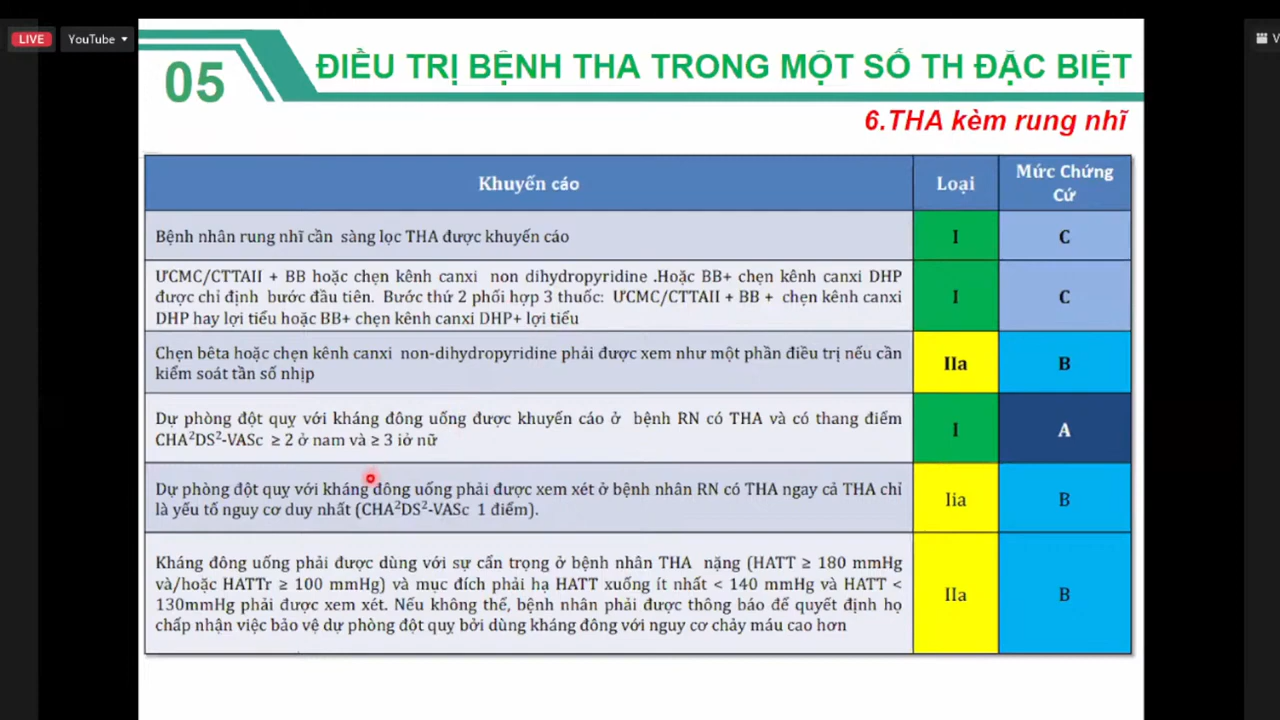 LIVE
YouTube
V
05
ĐIỀU TRỊ BỆNH THA TRONG MỘT SỐ TH ĐẶC BIỆT
6.THA kèm rung nhĩ
Khuyến cáo
Loại
Mức Chứng
Cứ
Bệnh nhân rung nhĩ cần sàng lọc THA được khuyến cáo
I
C
ƯCMC/CTTAII + BB hoặc chẹn kênh canxi non dihydropyridine .Hoặc BB+ chẹn kênh canxi DHP
được chỉ định bước đầu tiên. Bước thứ 2 phối hợp 3 thuốc: ƯCMC/CTTAII + BB + chẹn kênh canxi
DHP hay lợi tiểu hoặc BB+ chẹn kênh canxi DHP+ lợi tiểu
I
C
Chẹn bêta hoặc chẹn kênh canxi non-dihydropyridine phải được xem như một phần điều trị nếu cần
kiểm soát tần số nhịp
IIa
B
Dự phòng đột quỵ với kháng đông uống được khuyến cáo ở bệnh RN có THA và có thang điểm
CHA²DS²-VASc ≥ 2 ở nam và ≥ 3 iở nữ
I
A
Dự phòng đột quỵ với kháng đông uống phải được xem xét ở bệnh nhân RN có THA ngay cả THA chỉ
là yếu tố nguy cơ duy nhất (CHA²DS²-VASc 1 điểm).
Iia
B
Kháng đông uống phải được dùng với sự cẩn trọng ở bệnh nhân THA nặng (HATT ≥ 180 mmHg
và/hoặc HATTr ≥ 100 mmHg) và mục đích phải hạ HATT xuống ít nhất < 140 mmHg và HATT <
130mmHg phải được xem xét. Nếu không thể, bệnh nhân phải được thông báo để quyết định họ
chấp nhận việc bảo vệ dự phòng đột quỵ bởi dùng kháng đông với nguy cơ chảy máu cao hơn
IIa
B